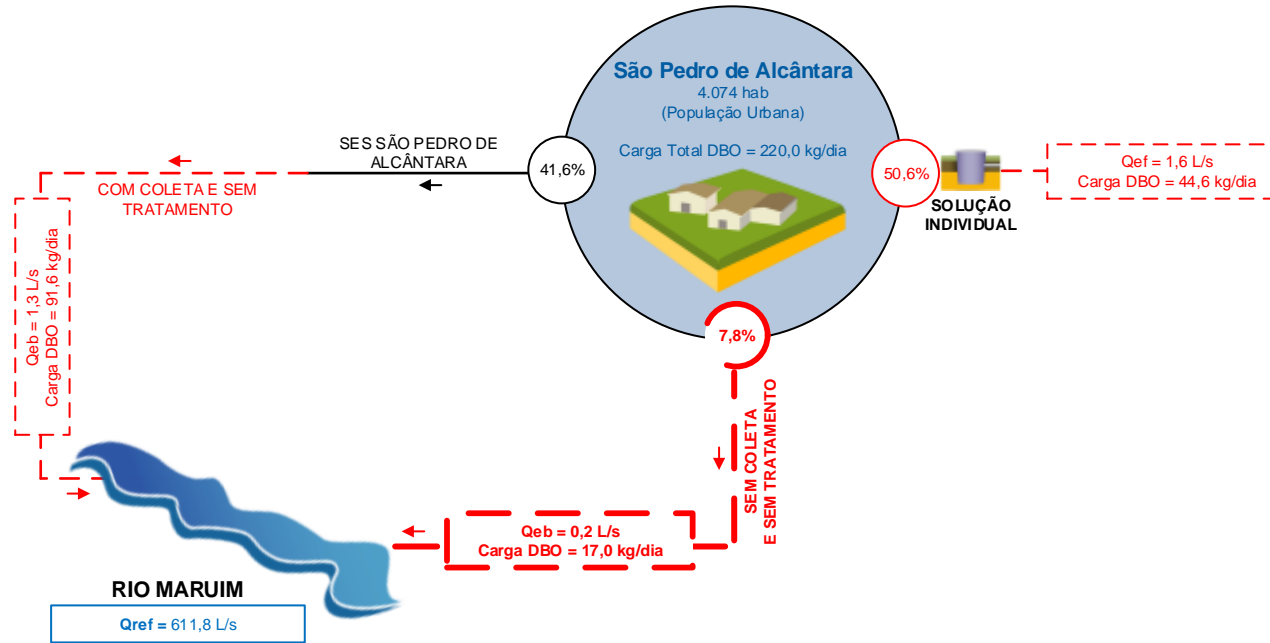 São Pedro de Alcântara
4.074 hab
(População Urbana)
Carga Total DBO = 220,0 kg/dia
SES SÃO PEDRO DE
ALCÂNTARA
41,6%
COM COLETA E SEM
TRATAMENTO
Qeb = 1,3 L/s
Carga DBO = 91,6 kg/dia
50,6%
SOLUÇÃO
INDIVIDUAL
Qef = 1,6 L/s
Carga DBO = 44,6 kg/dia
7,8%
SEM COLETA
E SEM TRATAMENTO
Qeb = 0,2 L/s
Carga DBO = 17,0 kg/dia
RIO MARUIM
Qref = 611,8 L/s